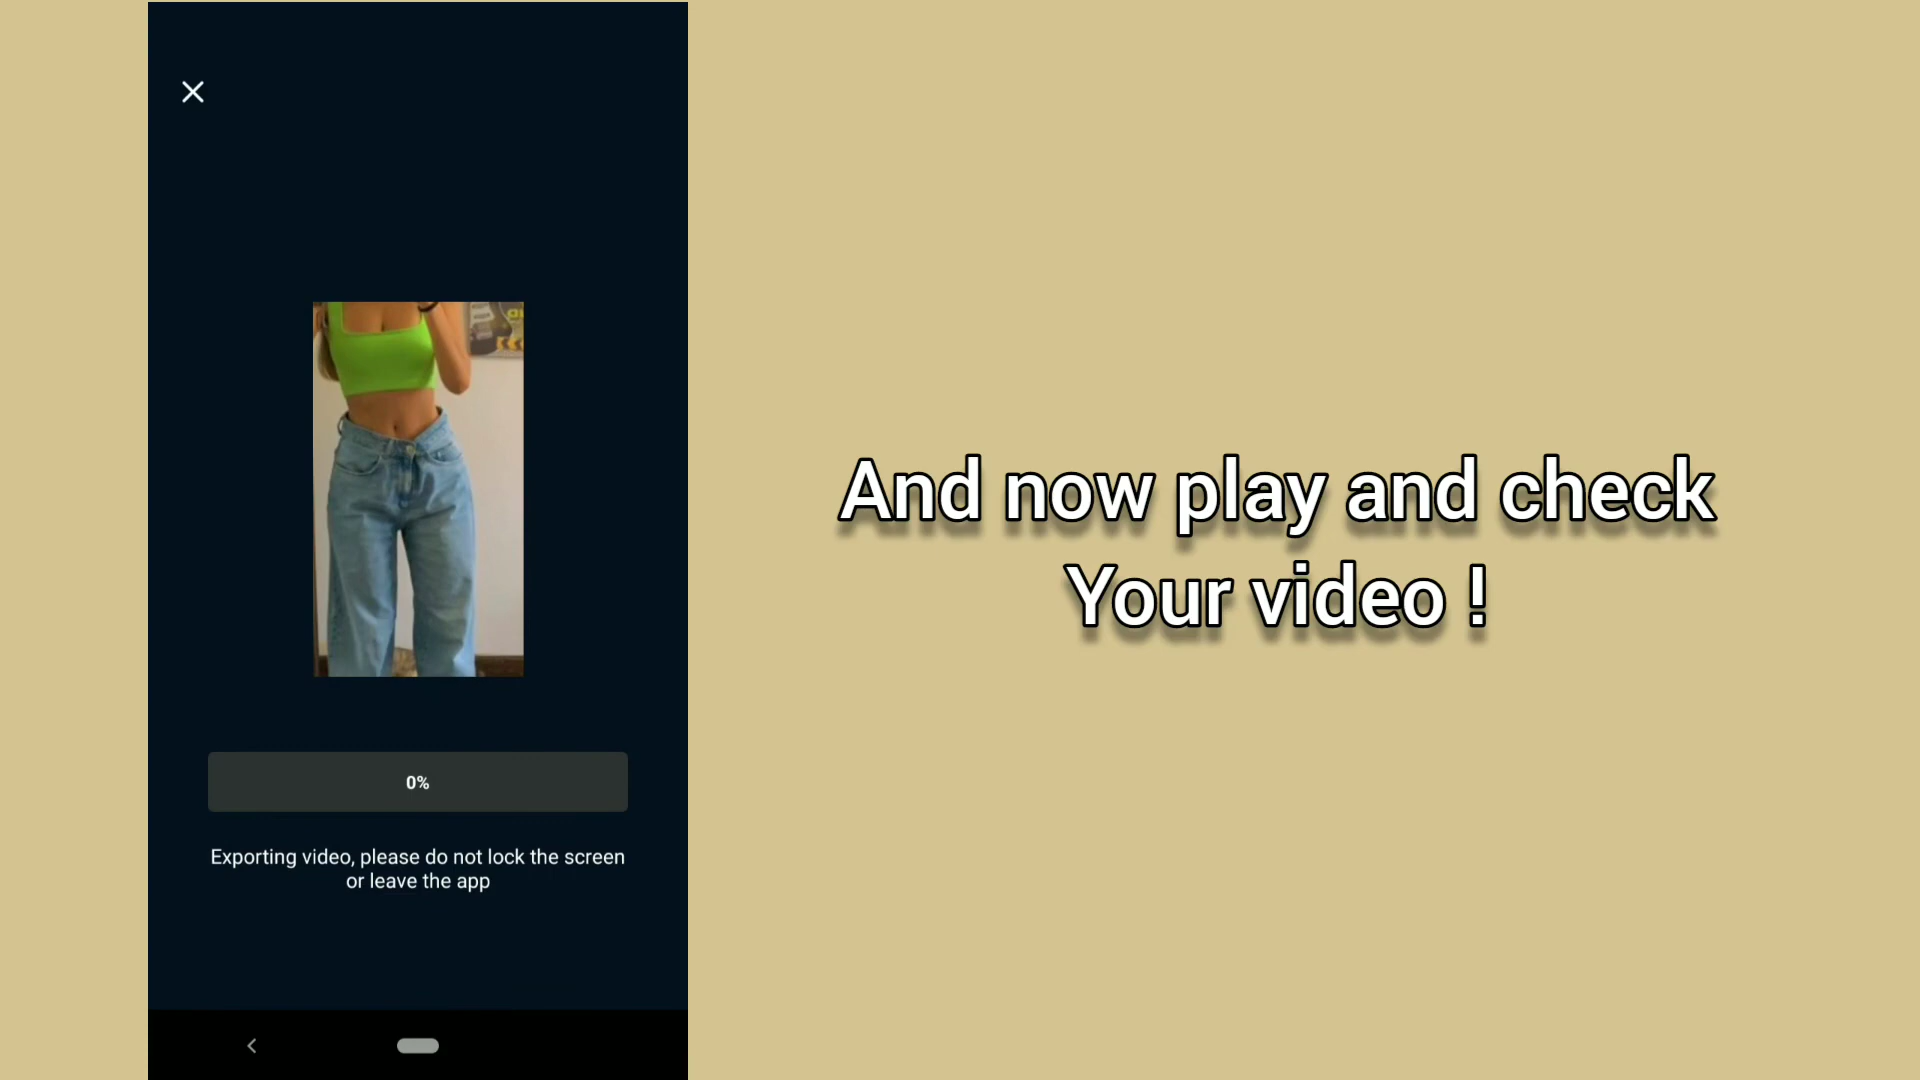 0%
Exporting video, please do not lock the screen
or leave the app
And now play and check
Your video !